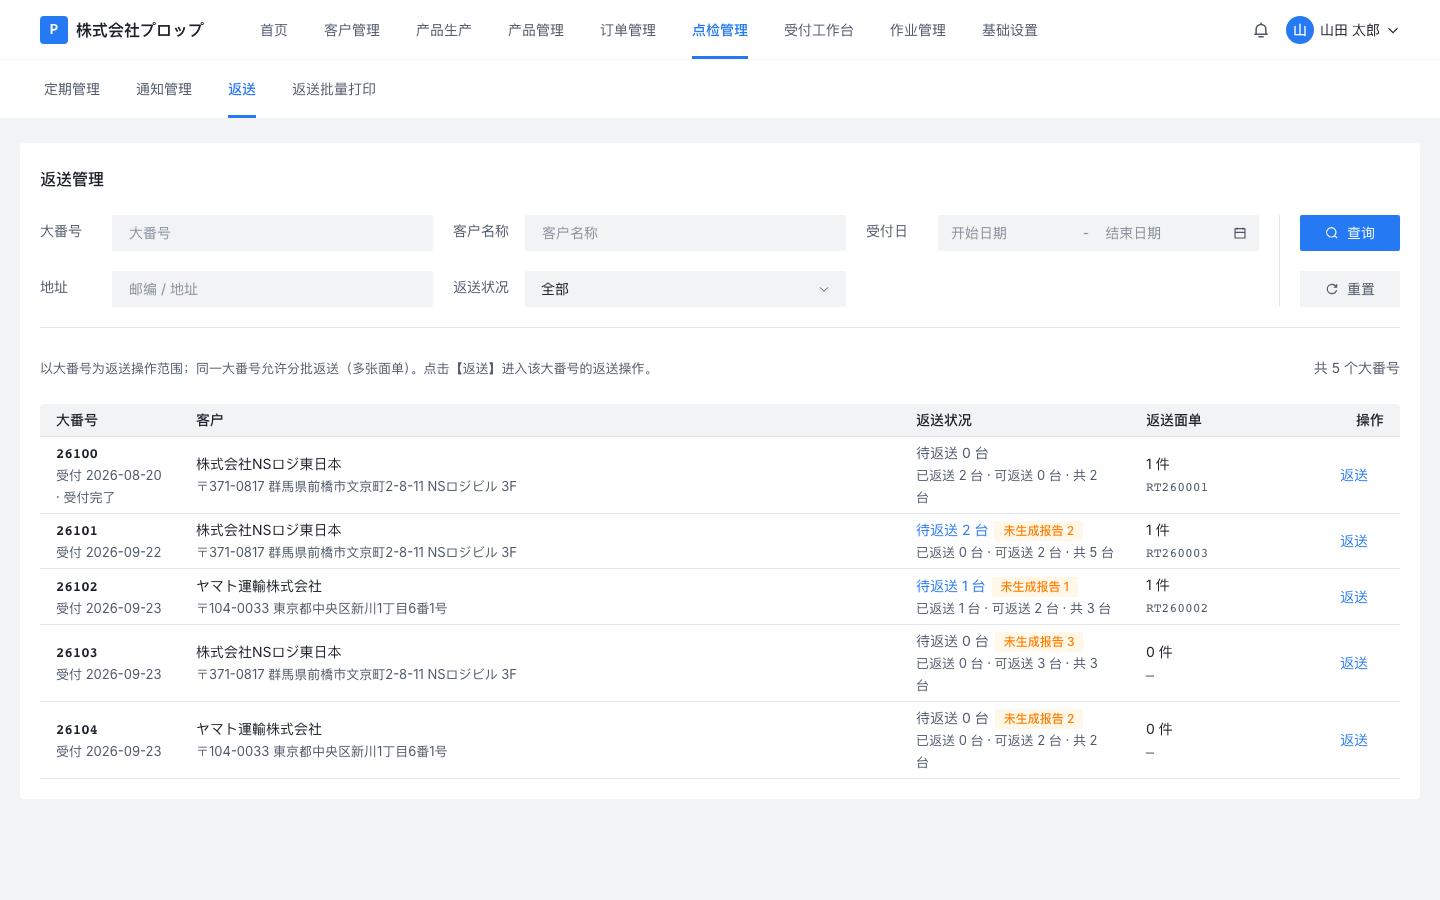 P 株式会社プロップ 首页 客户管理 产品生产 产品管理 订单管理 点检管理 受付工作台 作业管理 基础设置 山 山田 太郎
定期管理 通知管理 返送 返送批量打印
返送管理
大番号 大番号 客户名称 客户名称 受付日 开始日期 - 结束日期 查询
地址 邮编 / 地址 返送状况 全部 重置
以大番号为返送操作范围；同一大番号允许分批返送（多张面单）。点击【返送】进入该大番号的返送操作。 共 5 个大番号
大番号 客户 返送状况 返送面单 操作
26100
受付 2026-08-20
· 受付完了
株式会社NSロジ東日本
〒371-0817 群馬県前橋市文京町2-8-11 NSロジビル 3F
待返送 0 台
已返送 2 台 · 可返送 0 台 · 共 2
台
1 件
RT260001
返送
26101
受付 2026-09-22
株式会社NSロジ東日本
〒371-0817 群馬県前橋市文京町2-8-11 NSロジビル 3F
待返送 2 台 未生成报告 2
已返送 0 台 · 可返送 2 台 · 共 5 台
1 件
RT260003
返送
26102
受付 2026-09-23
ヤマト運輸株式会社
〒104-0033 東京都中央区新川1丁目6番1号
待返送 1 台 未生成报告 1
已返送 1 台 · 可返送 2 台 · 共 3 台
1 件
RT260002
返送
26103
受付 2026-09-23
株式会社NSロジ東日本
〒371-0817 群馬県前橋市文京町2-8-11 NSロジビル 3F
待返送 0 台 未生成报告 3
已返送 0 台 · 可返送 3 台 · 共 3
台
0 件
—
返送
26104
受付 2026-09-23
ヤマト運輸株式会社
〒104-0033 東京都中央区新川1丁目6番1号
待返送 0 台 未生成报告 2
已返送 0 台 · 可返送 2 台 · 共 2
台
0 件
—
返送